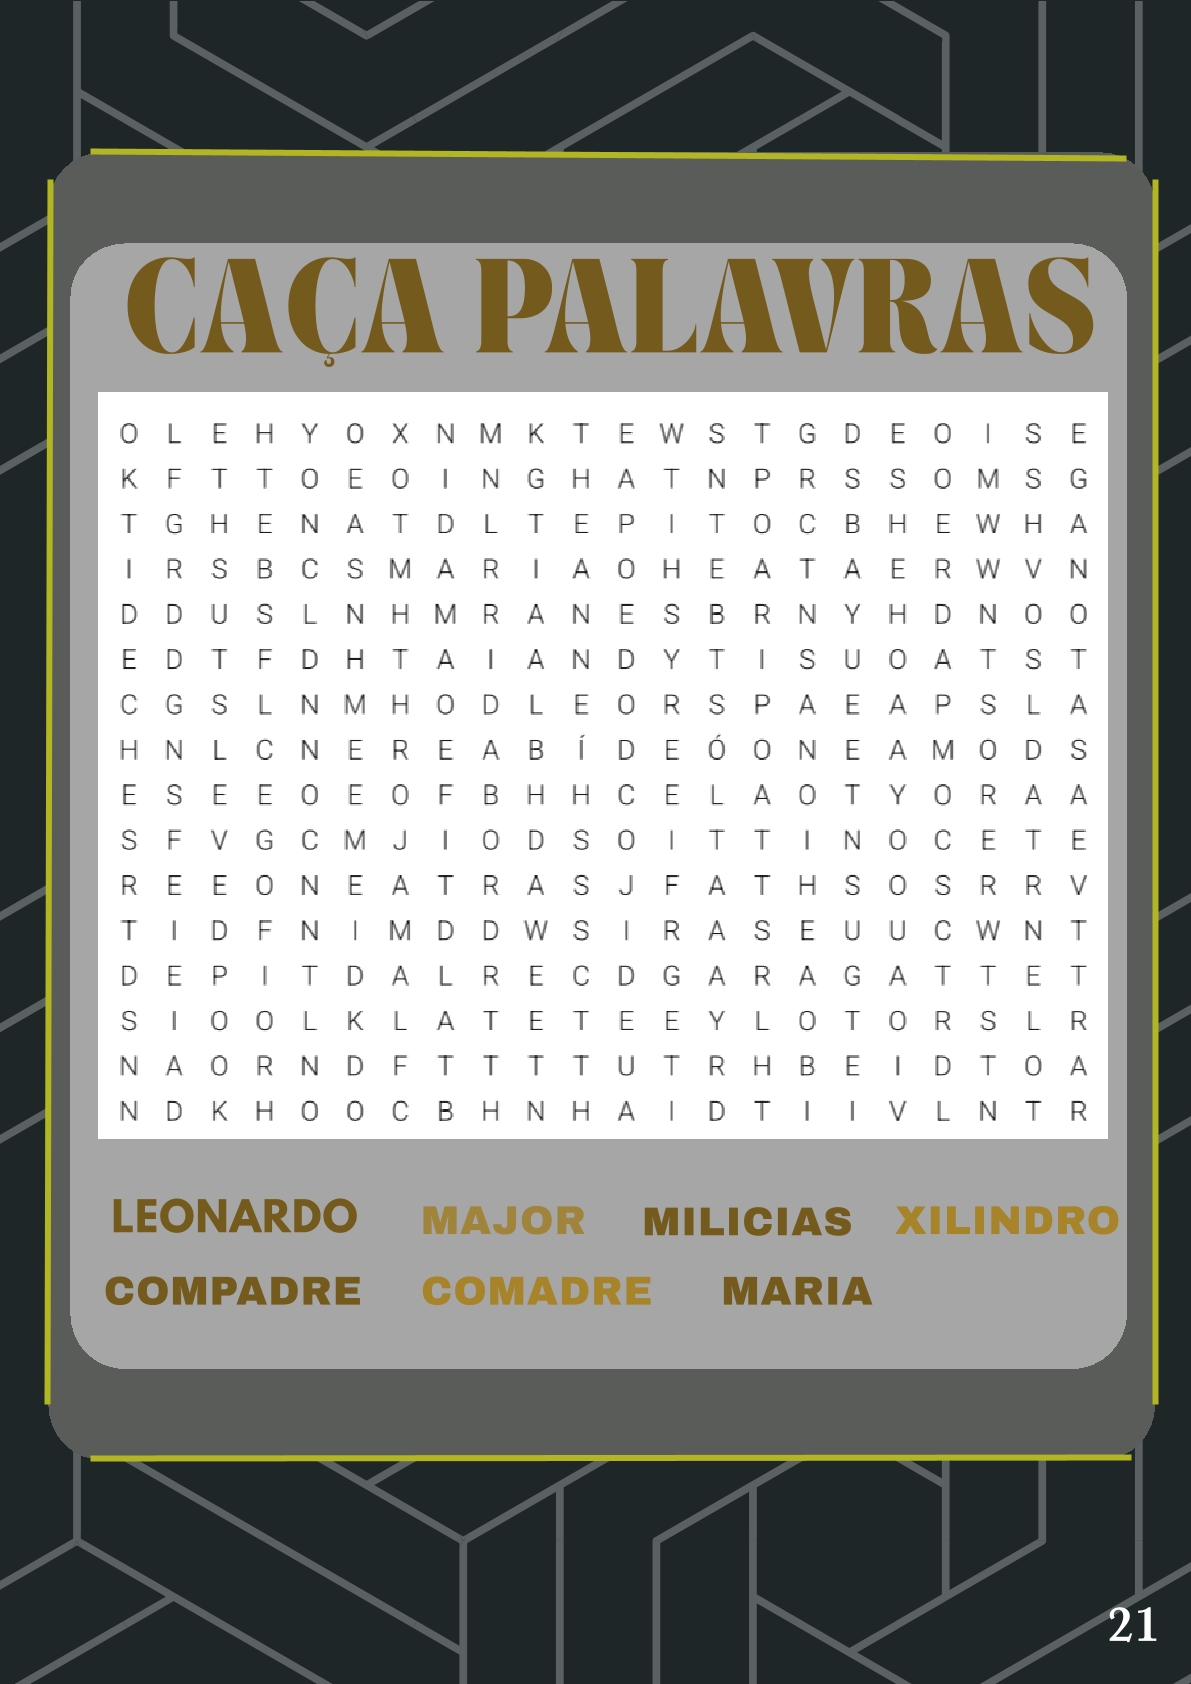 CAÇA PALAVRAS
O L E H Y O X N M K T E W S T G D E O I S E
K F T T O E O I N G H A T N P R S S O M S G
T G H E N A T D L T E P I T O C B H E W H A
I R S B C S M A R I A O H E A T A E R W V N
D D U S L N H M R A N E S B R N Y H D N O O
E D T F D H T A I A N D Y T I S U O A T S T
C G S L N M H O D L E O R S P A E A P S L A
H N L C N E R E A B Í D E Ó O N E A M O D S
E S E E O E O F B H H C E L A O T Y O R A A
S F V G C M J I O D S O I T T I N O C E T E
R E E O N E A T R A S J F A T H S O S R R V
T I D F N I M D D W S I R A S E U U C W N T
D E P I T D A L R E C D G A R A G A T T E T
S I O O L K L A T E T E E Y L O T O R S L R
N A O R N D F T T T T U T R H B E I D T O A
N D K H O O C B H N H A I D T I I V L N T R
LEONARDO MAJOR MILICIAS XILINDRO
COMPADRE COMADRE MARIA
21